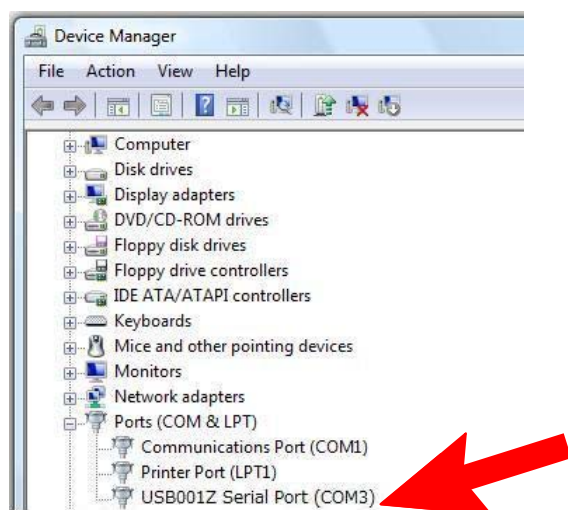 Device Manager
File Action View Help
Computer
Disk drives
Display adapters
DVD/CD-ROM drives
Floppy disk drives
Floppy drive controllers
IDE ATA/ATAPI controllers
Keyboards
Mice and other pointing devices
Monitors
Network adapters
Ports (COM & LPT)
Communications Port (COM1)
Printer Port (LPT1)
USB001Z Serial Port (COM3)